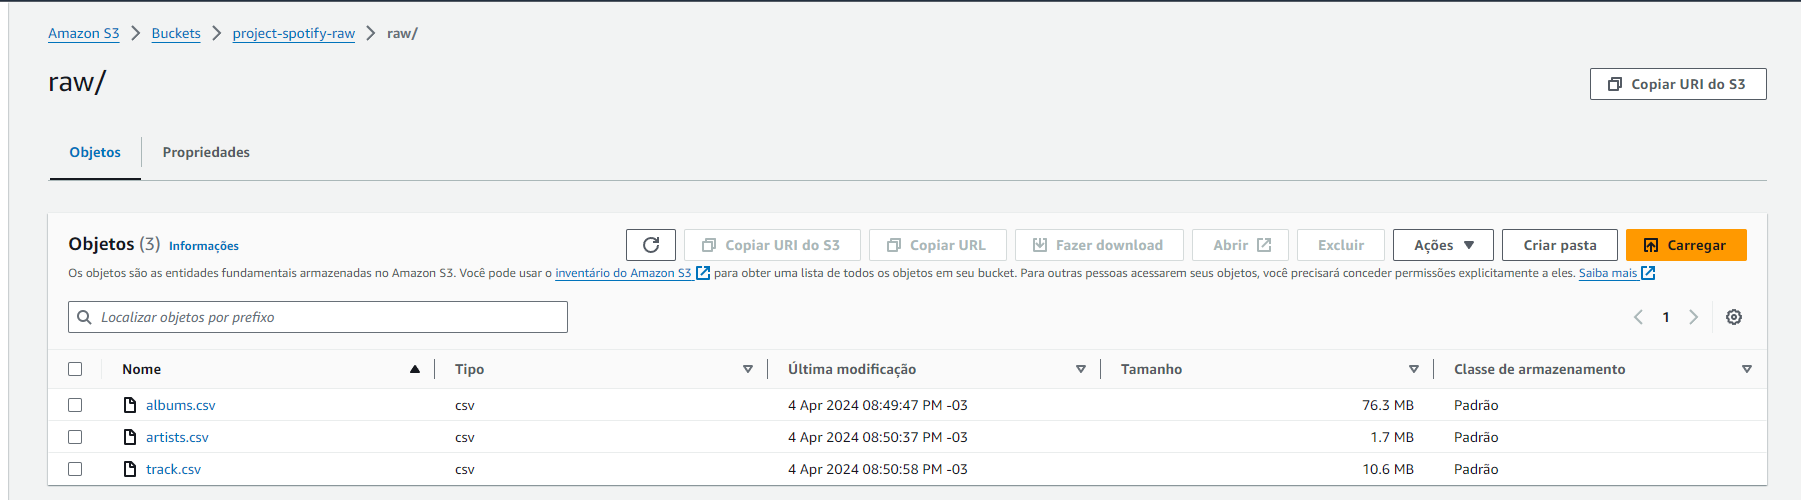 Amazon S3 > Buckets > project-spotify-raw > raw/
raw/
Copiar URI do S3
Objetos Propriedades
Objetos (3) Informações Copiar URI do S3 Copiar URL Fazer download Abrir Excluir Ações Criar pasta Carregar
Os objetos são as entidades fundamentais armazenadas no Amazon S3. Você pode usar o inventário do Amazon S3 para obter uma lista de todos os objetos em seu bucket. Para outras pessoas acessarem seus objetos, você precisará conceder permissões explicitamente a eles. Saiba mais
Localizar objetos por prefixo 1
Nome Tipo Última modificação Tamanho Classe de armazenamento
albums.csv csv 4 Apr 2024 08:49:47 PM -03 76.3 MB Padrão
artists.csv csv 4 Apr 2024 08:50:37 PM -03 1.7 MB Padrão
track.csv csv 4 Apr 2024 08:50:58 PM -03 10.6 MB Padrão